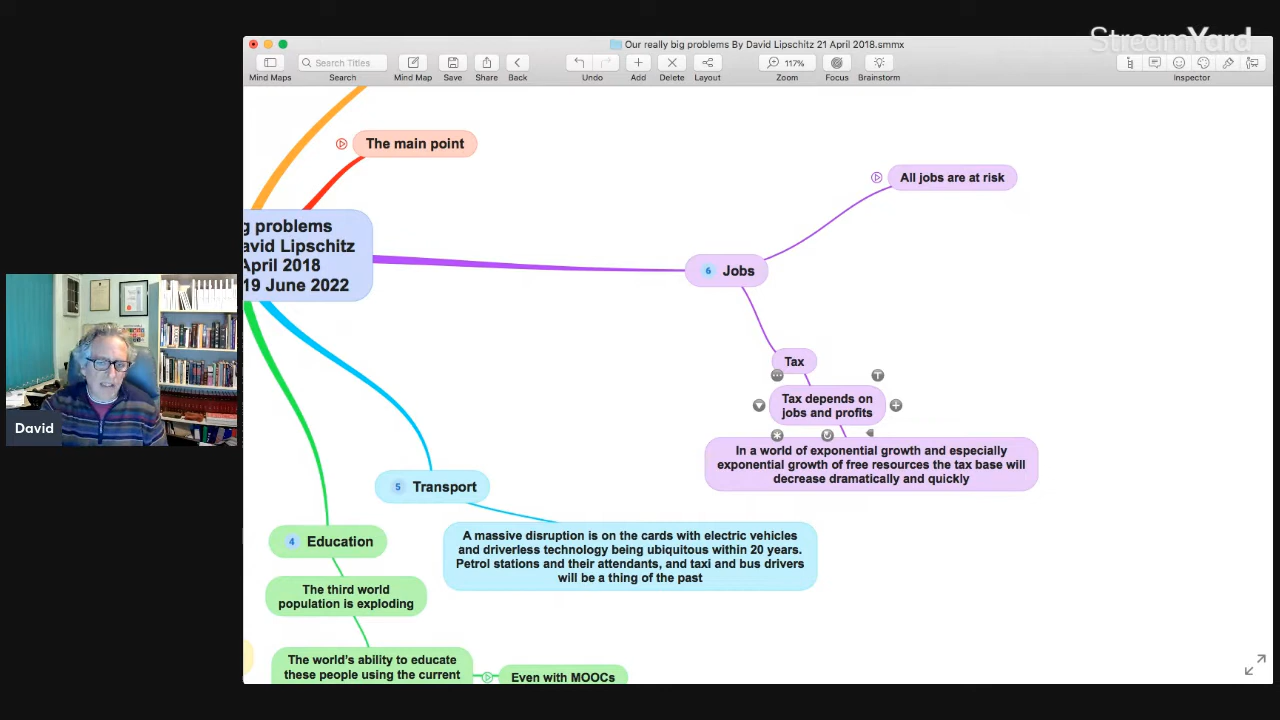 StreamYard
Our really big problems By David Lipschitz 21 April 2018.smmx
Search Titles
117%
Mind Maps
Search
Mind Map
Save
Share
Back
Undo
Add
Delete
Layout
Zoom
Focus
Brainstorm
Inspector
The main point
All jobs are at risk
g problems
avid Lipschitz
April 2018
19 June 2022
6 Jobs
Tax
T
Tax depends on
jobs and profits
In a world of exponential growth and especially
exponential growth of free resources the tax base will
decrease dramatically and quickly
David
5 Transport
A massive disruption is on the cards with electric vehicles
and driverless technology being ubiquitous within 20 years.
Petrol stations and their attendants, and taxi and bus drivers
will be a thing of the past
4 Education
The third world
population is exploding
The world's ability to educate
these people using the current
Even with MOOCs